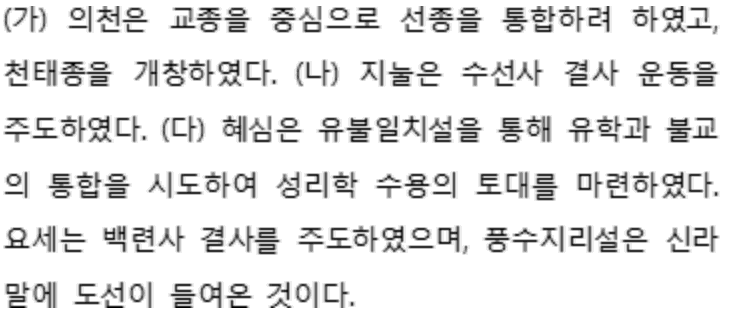 (가) 의천은 교종을 중심으로 선종을 통합하려 하였고,
천태종을 개창하였다. (나) 지눌은 수선사 결사 운동을
주도하였다. (다) 혜심은 유불일치설을 통해 유학과 불교
의 통합을 시도하여 성리학 수용의 토대를 마련하였다.
요세는 백련사 결사를 주도하였으며, 풍수지리설은 신라
말에 도선이 들여온 것이다.